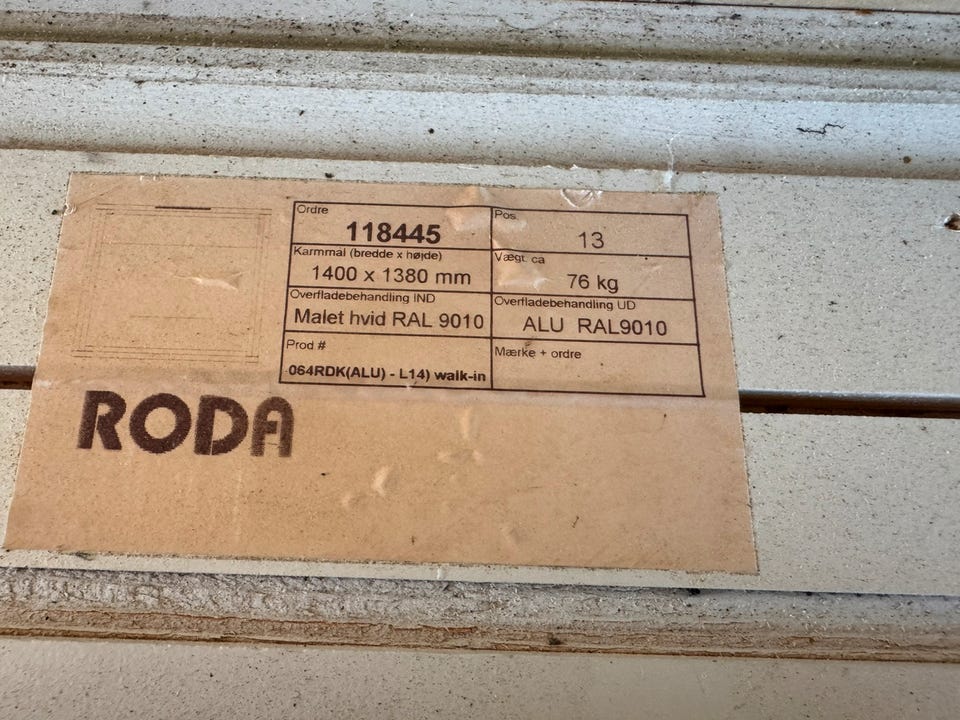 Ordre
118445
Pos.
13
Karmmål (bredde x højde)
1400 x 1380 mm
Vægt ca
76 kg
Overfladebehandling IND
Malet hvid RAL 9010
Overfladebehandling UD
ALU RAL9010
Prod #
064RDK(ALU) - L14) walk-in
Mærke + ordre
RODA